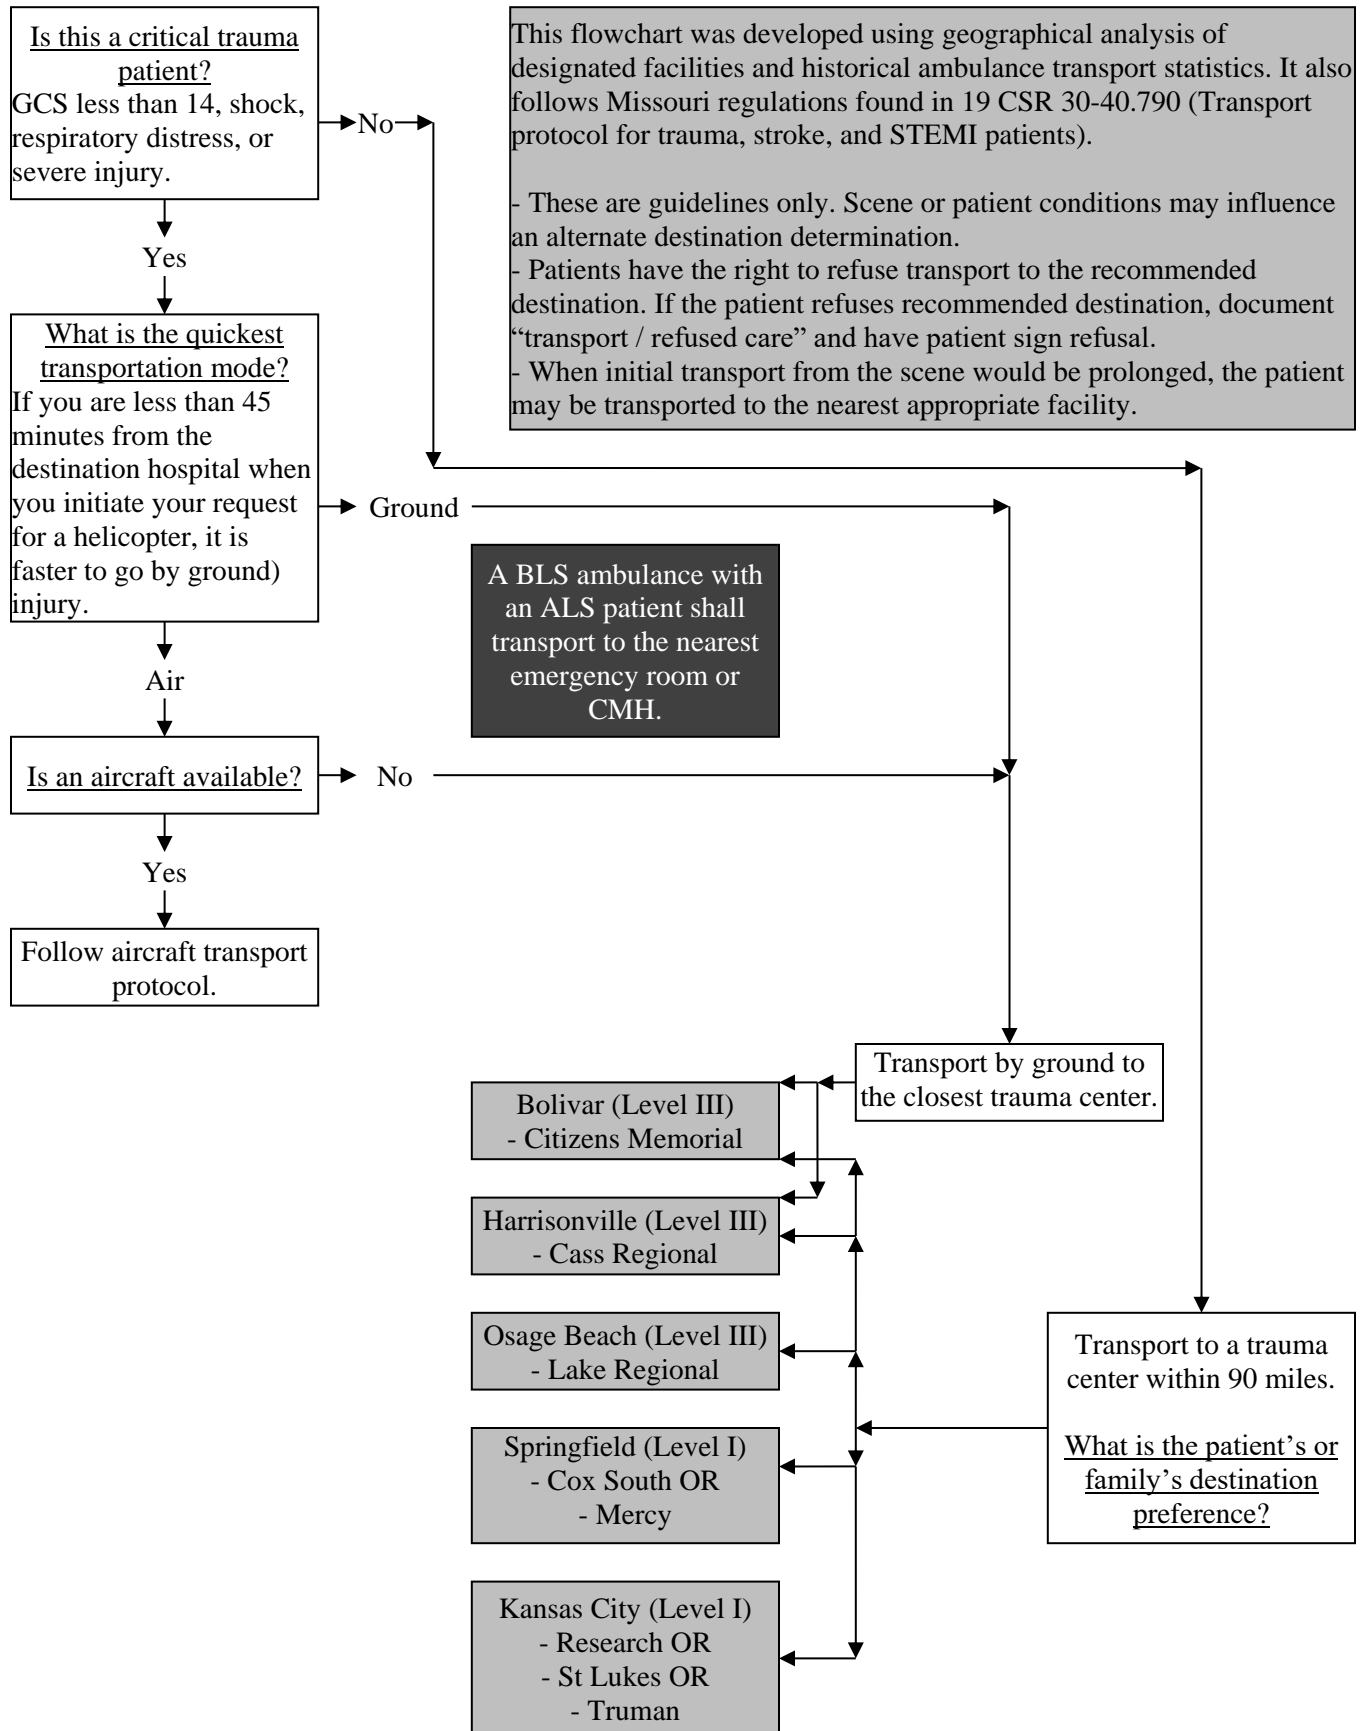 Is this a critical trauma
patient?
GCS less than 14, shock,
respiratory distress, or
severe injury.
No
This flowchart was developed using geographical analysis of
designated facilities and historical ambulance transport statistics. It also
follows Missouri regulations found in 19 CSR 30-40.790 (Transport
protocol for trauma, stroke, and STEMI patients).
- These are guidelines only. Scene or patient conditions may influence
an alternate destination determination.
- Patients have the right to refuse transport to the recommended
destination. If the patient refuses recommended destination, document
“transport / refused care” and have patient sign refusal.
- When initial transport from the scene would be prolonged, the patient
may be transported to the nearest appropriate facility.
Yes
What is the quickest
transportation mode?
If you are less than 45
minutes from the
destination hospital when
you initiate your request
for a helicopter, it is
faster to go by ground)
injury.
Ground
A BLS ambulance with
an ALS patient shall
transport to the nearest
emergency room or
CMH.
Air
Is an aircraft available?
No
Yes
Follow aircraft transport
protocol.
Transport by ground to
the closest trauma center.
Bolivar (Level III)
- Citizens Memorial
Harrisonville (Level III)
- Cass Regional
Osage Beach (Level III)
- Lake Regional
Springfield (Level I)
- Cox South OR
- Mercy
Kansas City (Level I)
- Research OR
- St Lukes OR
- Truman
Transport to a trauma
center within 90 miles.
What is the patient’s or
family’s destination
preference?